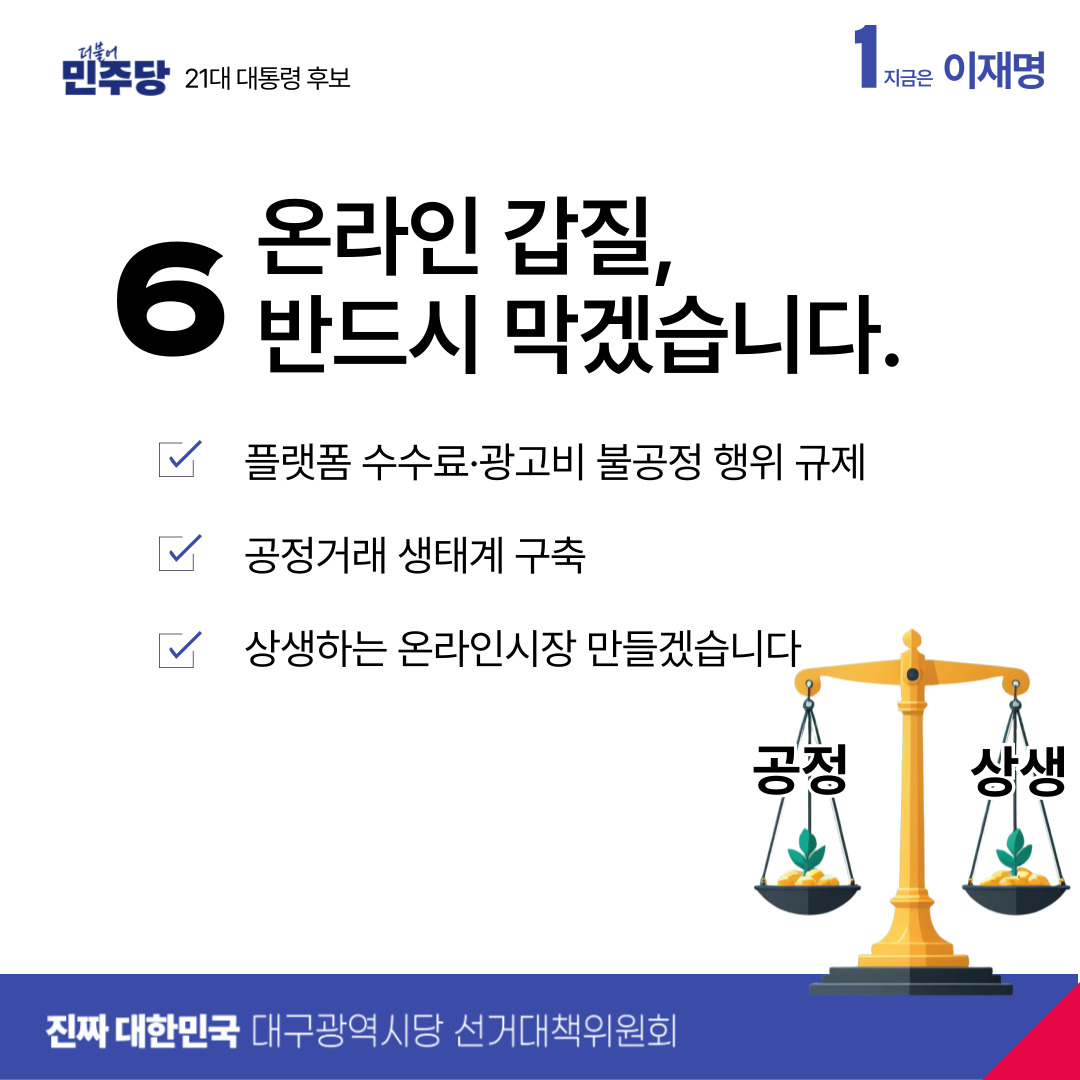 더불어
민주당 21대 대통령 후보
1 지금은 이재명
6
온라인 갑질,
반드시 막겠습니다.
플랫폼 수수료·광고비 불공정 행위 규제
공정거래 생태계 구축
상생하는 온라인시장 만들겠습니다
공정 상생
진짜 대한민국 대구광역시당 선거대책위원회